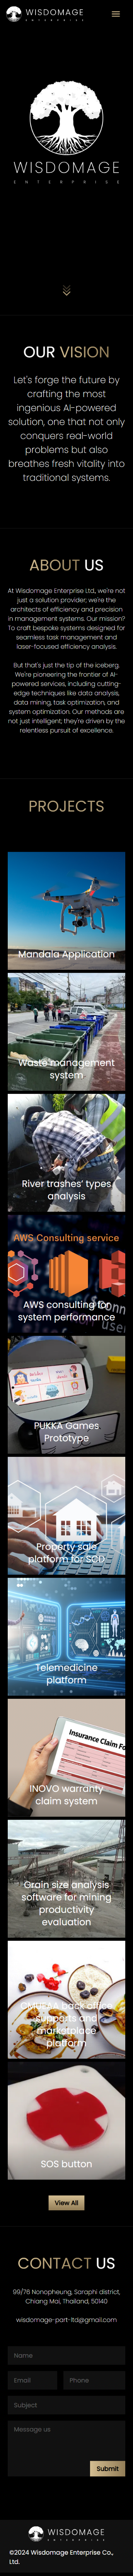 WISDOMAGE
ENTERPRISE
WISDOMAGE
ENTERPRISE
OUR VISION
Let's forge the future by
crafting the most
ingenious AI-powered
solution, one that not only
conquers real-world
problems but also
breathes fresh vitality into
traditional systems.
ABOUT US
At Wisdomage Enterprise Ltd., we're not
just a solution provider; we're the
architects of efficiency and precision
in management systems. Our mission?
To craft bespoke systems designed for
seamless task management and
laser-focused efficiency analysis.
But that's just the tip of the iceberg.
We're pioneering the frontier of AI-
powered services, including cutting-
edge techniques like data analysis,
data mining, task optimization, and
system optimization. Our methods are
not just intelligent; they're driven by the
relentless pursuit of excellence.
PROJECTS
Mandala Application
Waste management
system
River trashes' types
analysis
AWS Consulting service
AWS consulting for
system performance
PUKKA Games
Prototype
Property sale
platform for SCD
Telemedicine
platform
Insurance Claim Fo
INOVO warranty
claim system
Grain size analysis
software for mining
productivity
evaluation
back office
supports and
marketplace
platform
SOS button
View All
CONTACT US
99/76 Nonopheung, Saraphi district,
Chiang Mai, Thailand, 50140
wisdomage-part-ltd@gmail.com
Name
Email
Phone
Subject
Message us
Submit
WISDOMAGE
ENTERPRISE
©2024 Wisdomage Enterprise Co.,
Ltd.